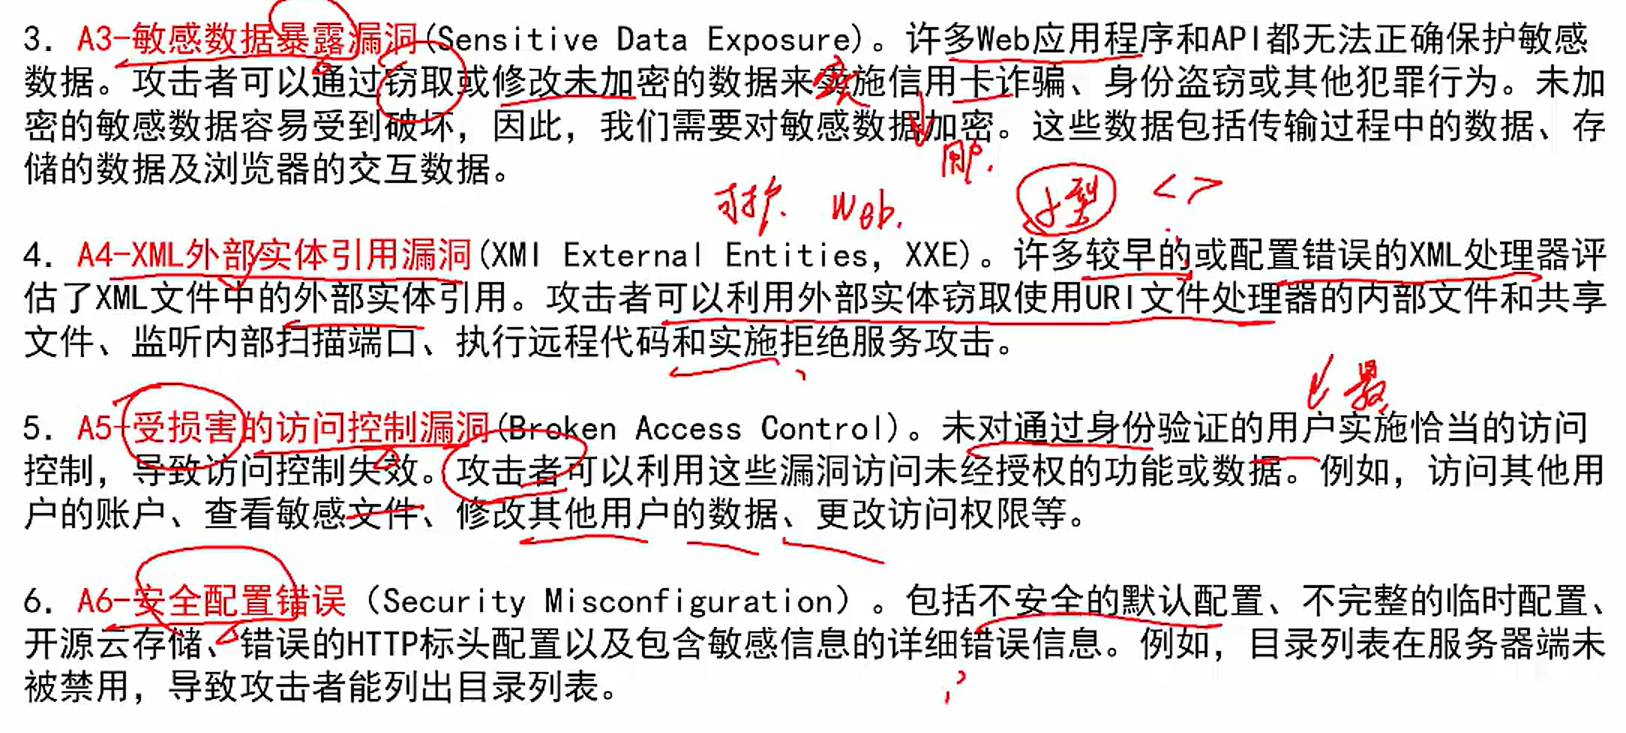 3. A3-敏感数据暴露漏洞(Sensitive Data Exposure)。许多Web应用程序和API都无法正确保护敏感
数据。攻击者可以通过窃取或修改未加密的数据来实施信用卡诈骗、身份盗窃或其他犯罪行为。未加
密的敏感数据容易受到破坏，因此，我们需要对敏感数据加密。这些数据包括传输过程中的数据、存
储的数据及浏览器的交互数据。
Web.
< >
4. A4-XML外部实体引用漏洞(XMI External Entities, XXE)。许多较早的或配置错误的XML处理器评
估了XML文件中的外部实体引用。攻击者可以利用外部实体窃取使用URI文件处理器的内部文件和共享
文件、监听内部扫描端口、执行远程代码和实施拒绝服务攻击。
5. A5-受损害的访问控制漏洞(Broken Access Control)。未对通过身份验证的用户实施恰当的访问
控制，导致访问控制失效。攻击者可以利用这些漏洞访问未经授权的功能或数据。例如，访问其他用
户的账户、查看敏感文件、修改其他用户的数据、更改访问权限等。
6. A6-安全配置错误（Security Misconfiguration）。包括不安全的默认配置、不完整的临时配置、
开源云存储、错误的HTTP标头配置以及包含敏感信息的详细错误信息。例如，目录列表在服务器端未
被禁用，导致攻击者能列出目录列表。